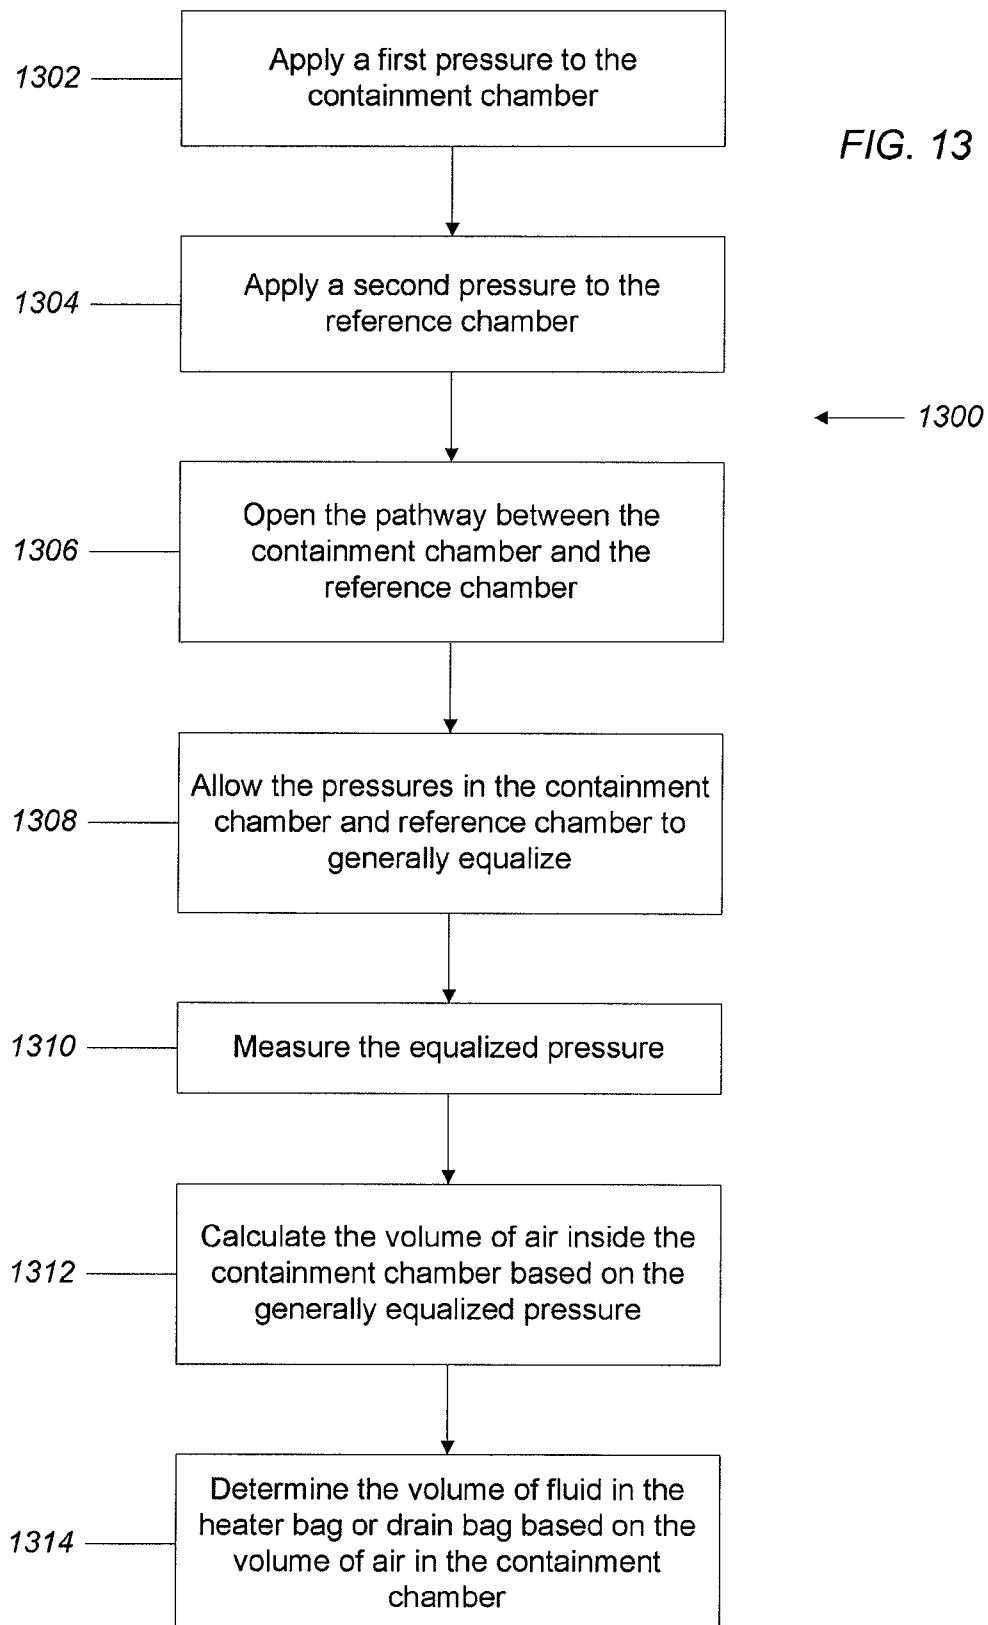 1302
Apply a first pressure to the
containment chamber
FIG. 13
1304
Apply a second pressure to the
reference chamber
1300
1306
Open the pathway between the
containment chamber and the
reference chamber
1308
Allow the pressures in the containment
chamber and reference chamber to
generally equalize
1310
Measure the equalized pressure
1312
Calculate the volume of air inside the
containment chamber based on the
generally equalized pressure
1314
Determine the volume of fluid in the
heater bag or drain bag based on the
volume of air in the containment
chamber